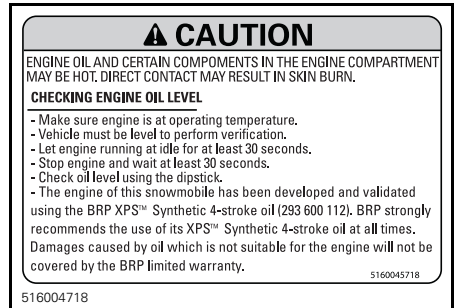 ⚠ CAUTION
ENGINE OIL AND CERTAIN COMPOMENTS IN THE ENGINE COMPARTMENT
MAY BE HOT. DIRECT CONTACT MAY RESULT IN SKIN BURN.
CHECKING ENGINE OIL LEVEL
- Make sure engine is at operating temperature.
- Vehicle must be level to perform verification.
- Let engine running at idle for at least 30 seconds.
- Stop engine and wait at least 30 seconds.
- Check oil level using the dipstick.
- The engine of this snowmobile has been developed and validated
using the BRP XPS™ Synthetic 4-stroke oil (293 600 112). BRP strongly
recommends the use of its XPS™ Synthetic 4-stroke oil at all times.
Damages caused by oil which is not suitable for the engine will not be
covered by the BRP limited warranty.
5160045718
516004718